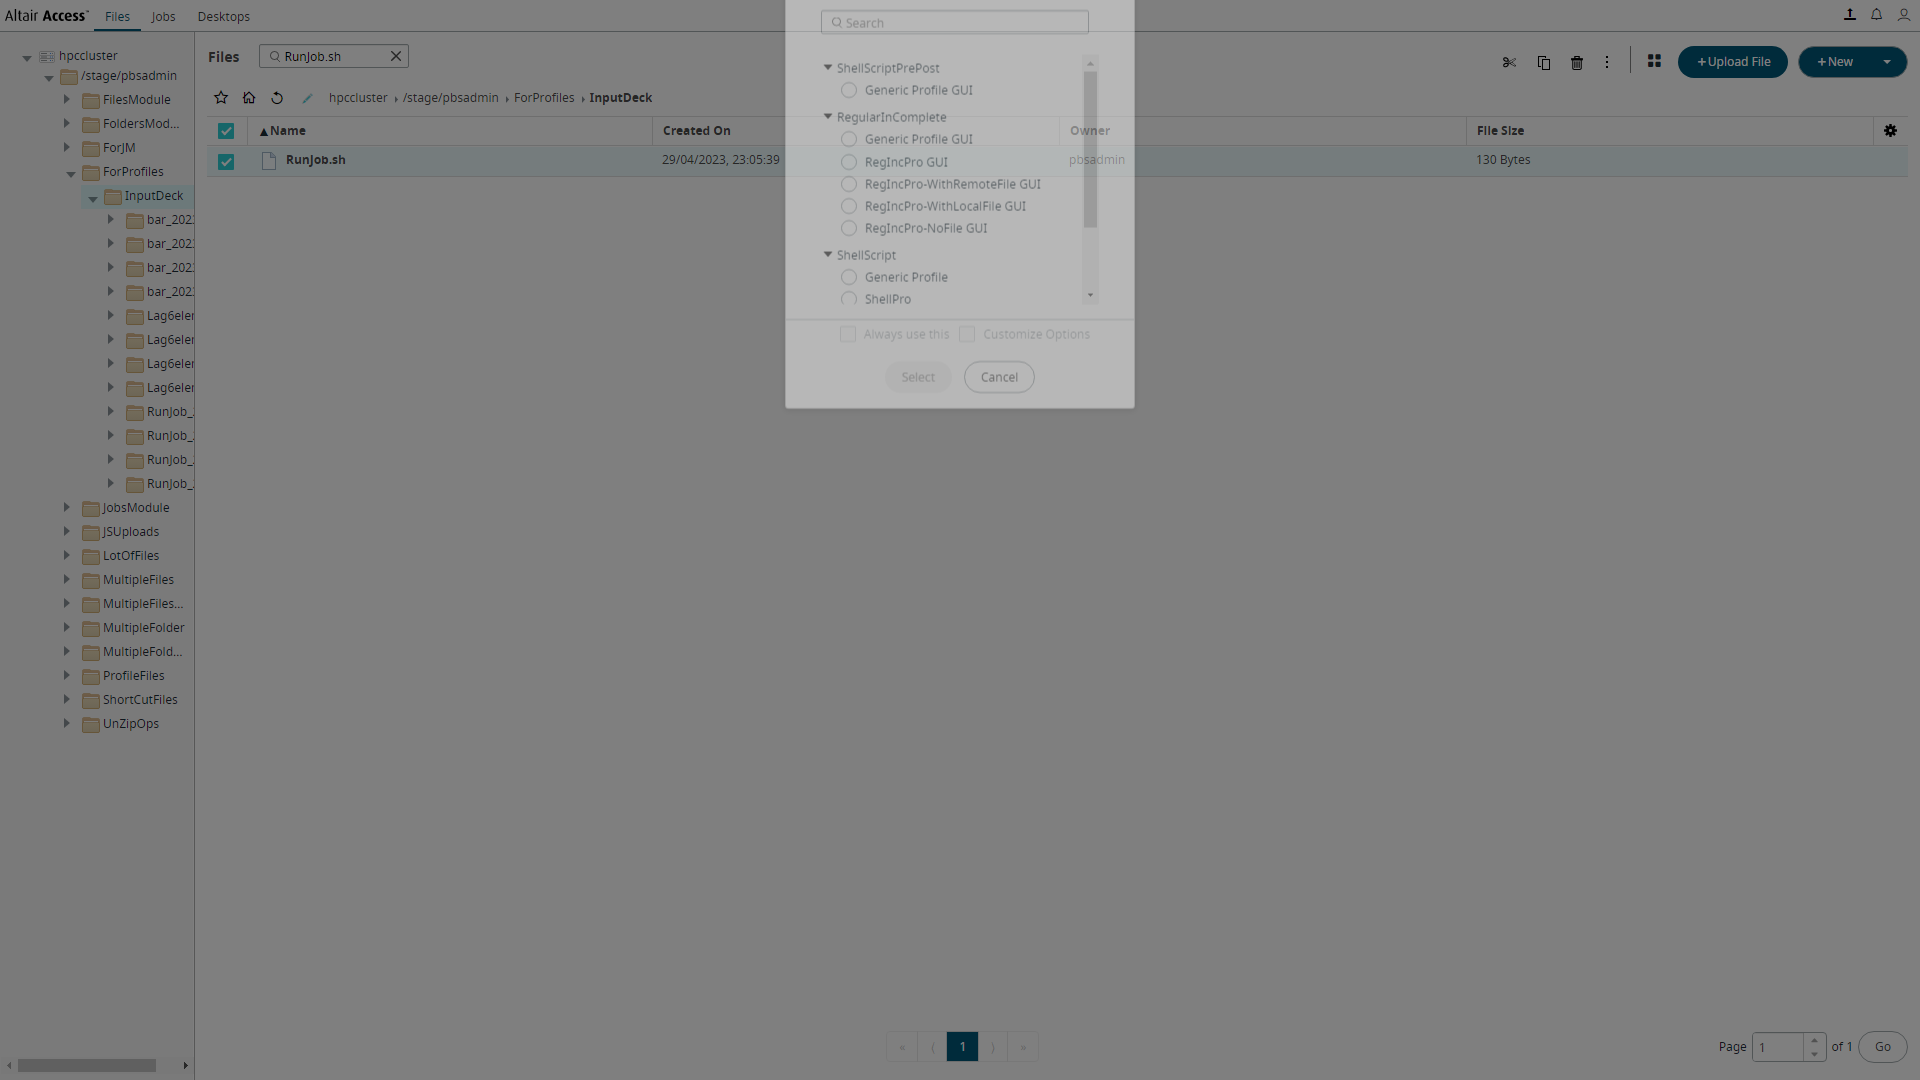 Altair Access™ Files Jobs Desktops
Search
hpccluster
/stage/pbsadmin
FilesModule
FoldersMod...
ForJM
ForProfiles
InputDeck
bar_202
bar_202
bar_202
bar_202
Lag6eler
Lag6eler
Lag6eler
Lag6eler
RunJob_
RunJob_
RunJob_
RunJob_
JobsModule
JSUploads
LotOfFiles
MultipleFiles
MultipleFiles...
MultipleFolder
MultipleFold...
ProfileFiles
ShortCutFiles
UnZipOps
Files RunJob.sh
+Upload File +New
hpccluster › /stage/pbsadmin › ForProfiles › InputDeck
▲Name Created On Owner File Size
RunJob.sh 29/04/2023, 23:05:39 pbsadmin 130 Bytes
ShellScriptPrePost
Generic Profile GUI
RegularInComplete
Generic Profile GUI
RegIncPro GUI
RegIncPro-WithRemoteFile GUI
RegIncPro-WithLocalFile GUI
RegIncPro-NoFile GUI
ShellScript
Generic Profile
ShellPro
Always use this Customize Options
Select Cancel
« ⟨ 1 ⟩ »
Page 1 of 1 Go